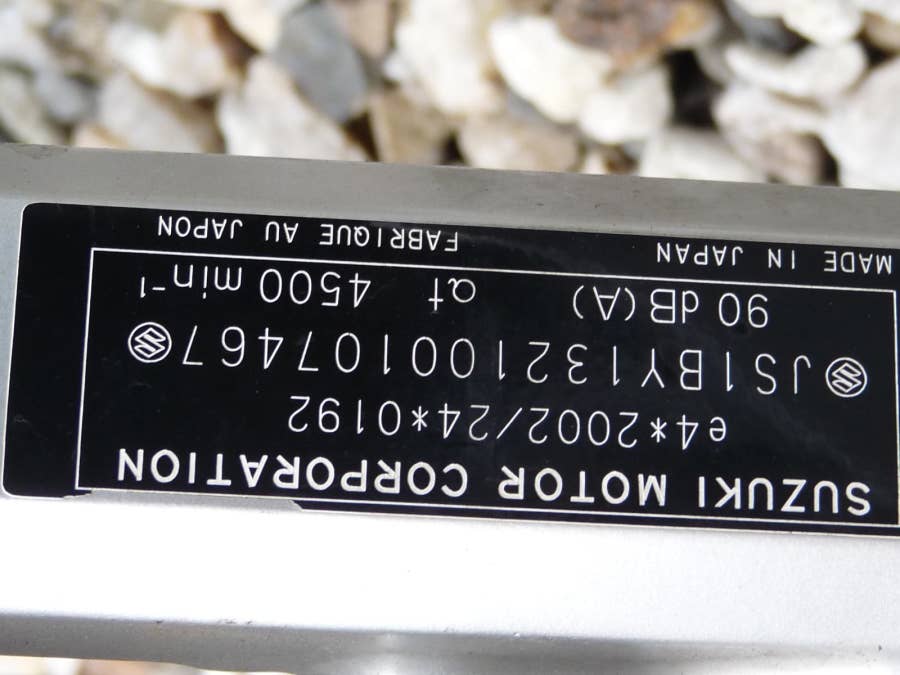 SUZUKI MOTOR CORPORATION
e4*2002/24*0192
JS1BY132100107467
90 dB(A) at 4500 min⁻¹
MADE IN JAPAN FABRIQUE AU JAPON